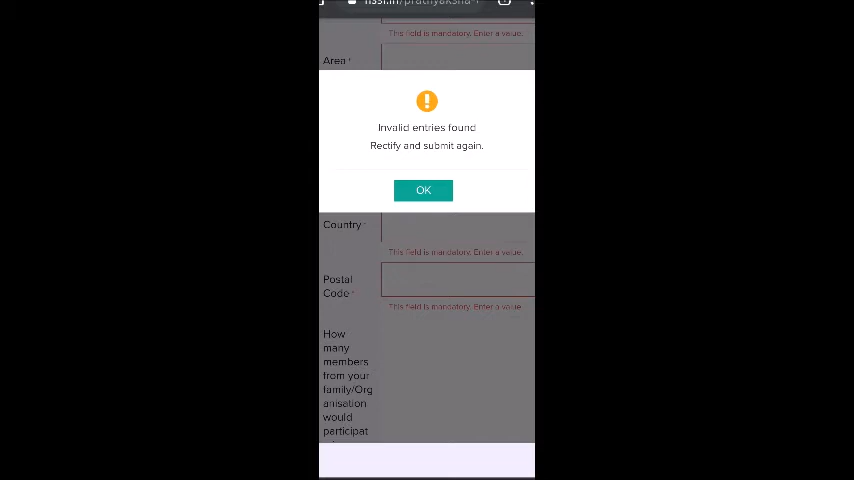 This field is mandatory. Enter a value.
Area *
Invalid entries found
Rectify and submit again.
OK
Country *
This field is mandatory. Enter a value.
Postal
Code *
This field is mandatory. Enter a value.
How
many
members
from your
family/Org
anisation
would
participat